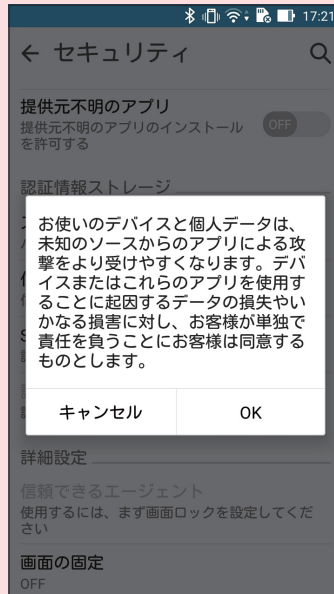 17:21
← セキュリティ
提供元不明のアプリ
提供元不明のアプリのインストール
を許可する
OFF
認証情報ストレージ
お使いのデバイスと個人データは、
未知のソースからのアプリによる攻
撃をより受けやすくなります。デバ
イスまたはこれらのアプリを使用す
ることに起因するデータの損失やい
かなる損害に対し、お客様が単独で
責任を負うことにお客様は同意する
ものとします。
キャンセル
OK
詳細設定
信頼できるエージェント
使用するには、まず画面ロックを設定してくだ
さい
画面の固定
OFF